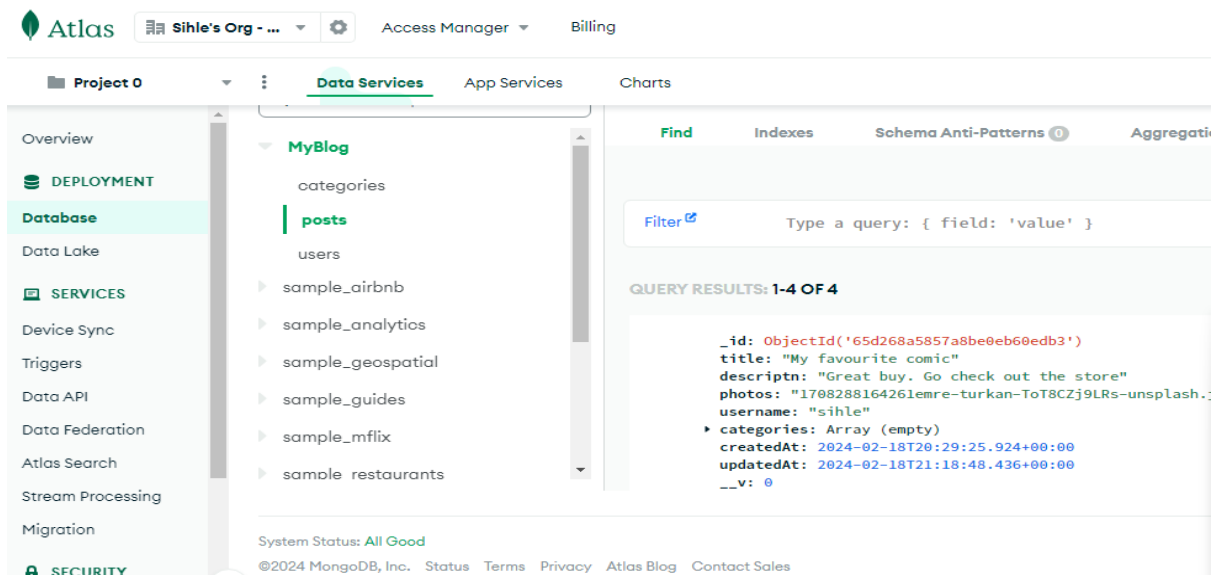 Atlas Sihle's Org - ... Access Manager Billing
Project 0 Data Services App Services Charts
Overview
DEPLOYMENT
Database
Data Lake
SERVICES
Device Sync
Triggers
Data API
Data Federation
Atlas Search
Stream Processing
Migration
SECURITY
MyBlog
categories
posts
users
sample_airbnb
sample_analytics
sample_geospatial
sample_guides
sample_mflix
sample_restaurants
Find Indexes Schema Anti-Patterns 0
Filter Type a query: { field: 'value' }
QUERY RESULTS: 1-4 OF 4
_id: ObjectId('65d268a5857a8be0eb60edb3')
title: "My favourite comic"
descriptn: "Great buy. Go check out the store"
photos: "1708288164261emre-turkan-ToT8CZj9LRs-unsplash.j
username: "sihle"
categories: Array (empty)
createdAt: 2024-02-18T20:29:25.924+00:00
updatedAt: 2024-02-18T21:18:48.436+00:00
__v: 0
System Status: All Good
©2024 MongoDB, Inc. Status Terms Privacy Atlas Blog Contact Sales